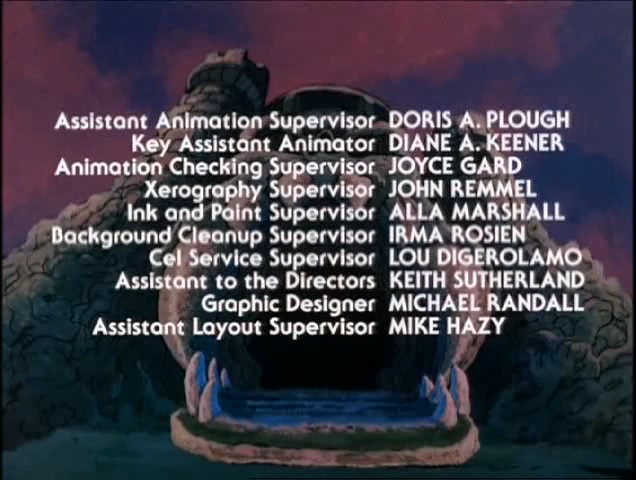 Assistant Animation Supervisor DORIS A. PLOUGH
Key Assistant Animator DIANE A. KEENER
Animation Checking Supervisor JOYCE GARD
Xerography Supervisor JOHN REMMEL
Ink and Paint Supervisor ALLA MARSHALL
Background Cleanup Supervisor IRMA ROSIEN
Cel Service Supervisor LOU DIGEROLAMO
Assistant to the Directors KEITH SUTHERLAND
Graphic Designer MICHAEL RANDALL
Assistant Layout Supervisor MIKE HAZY